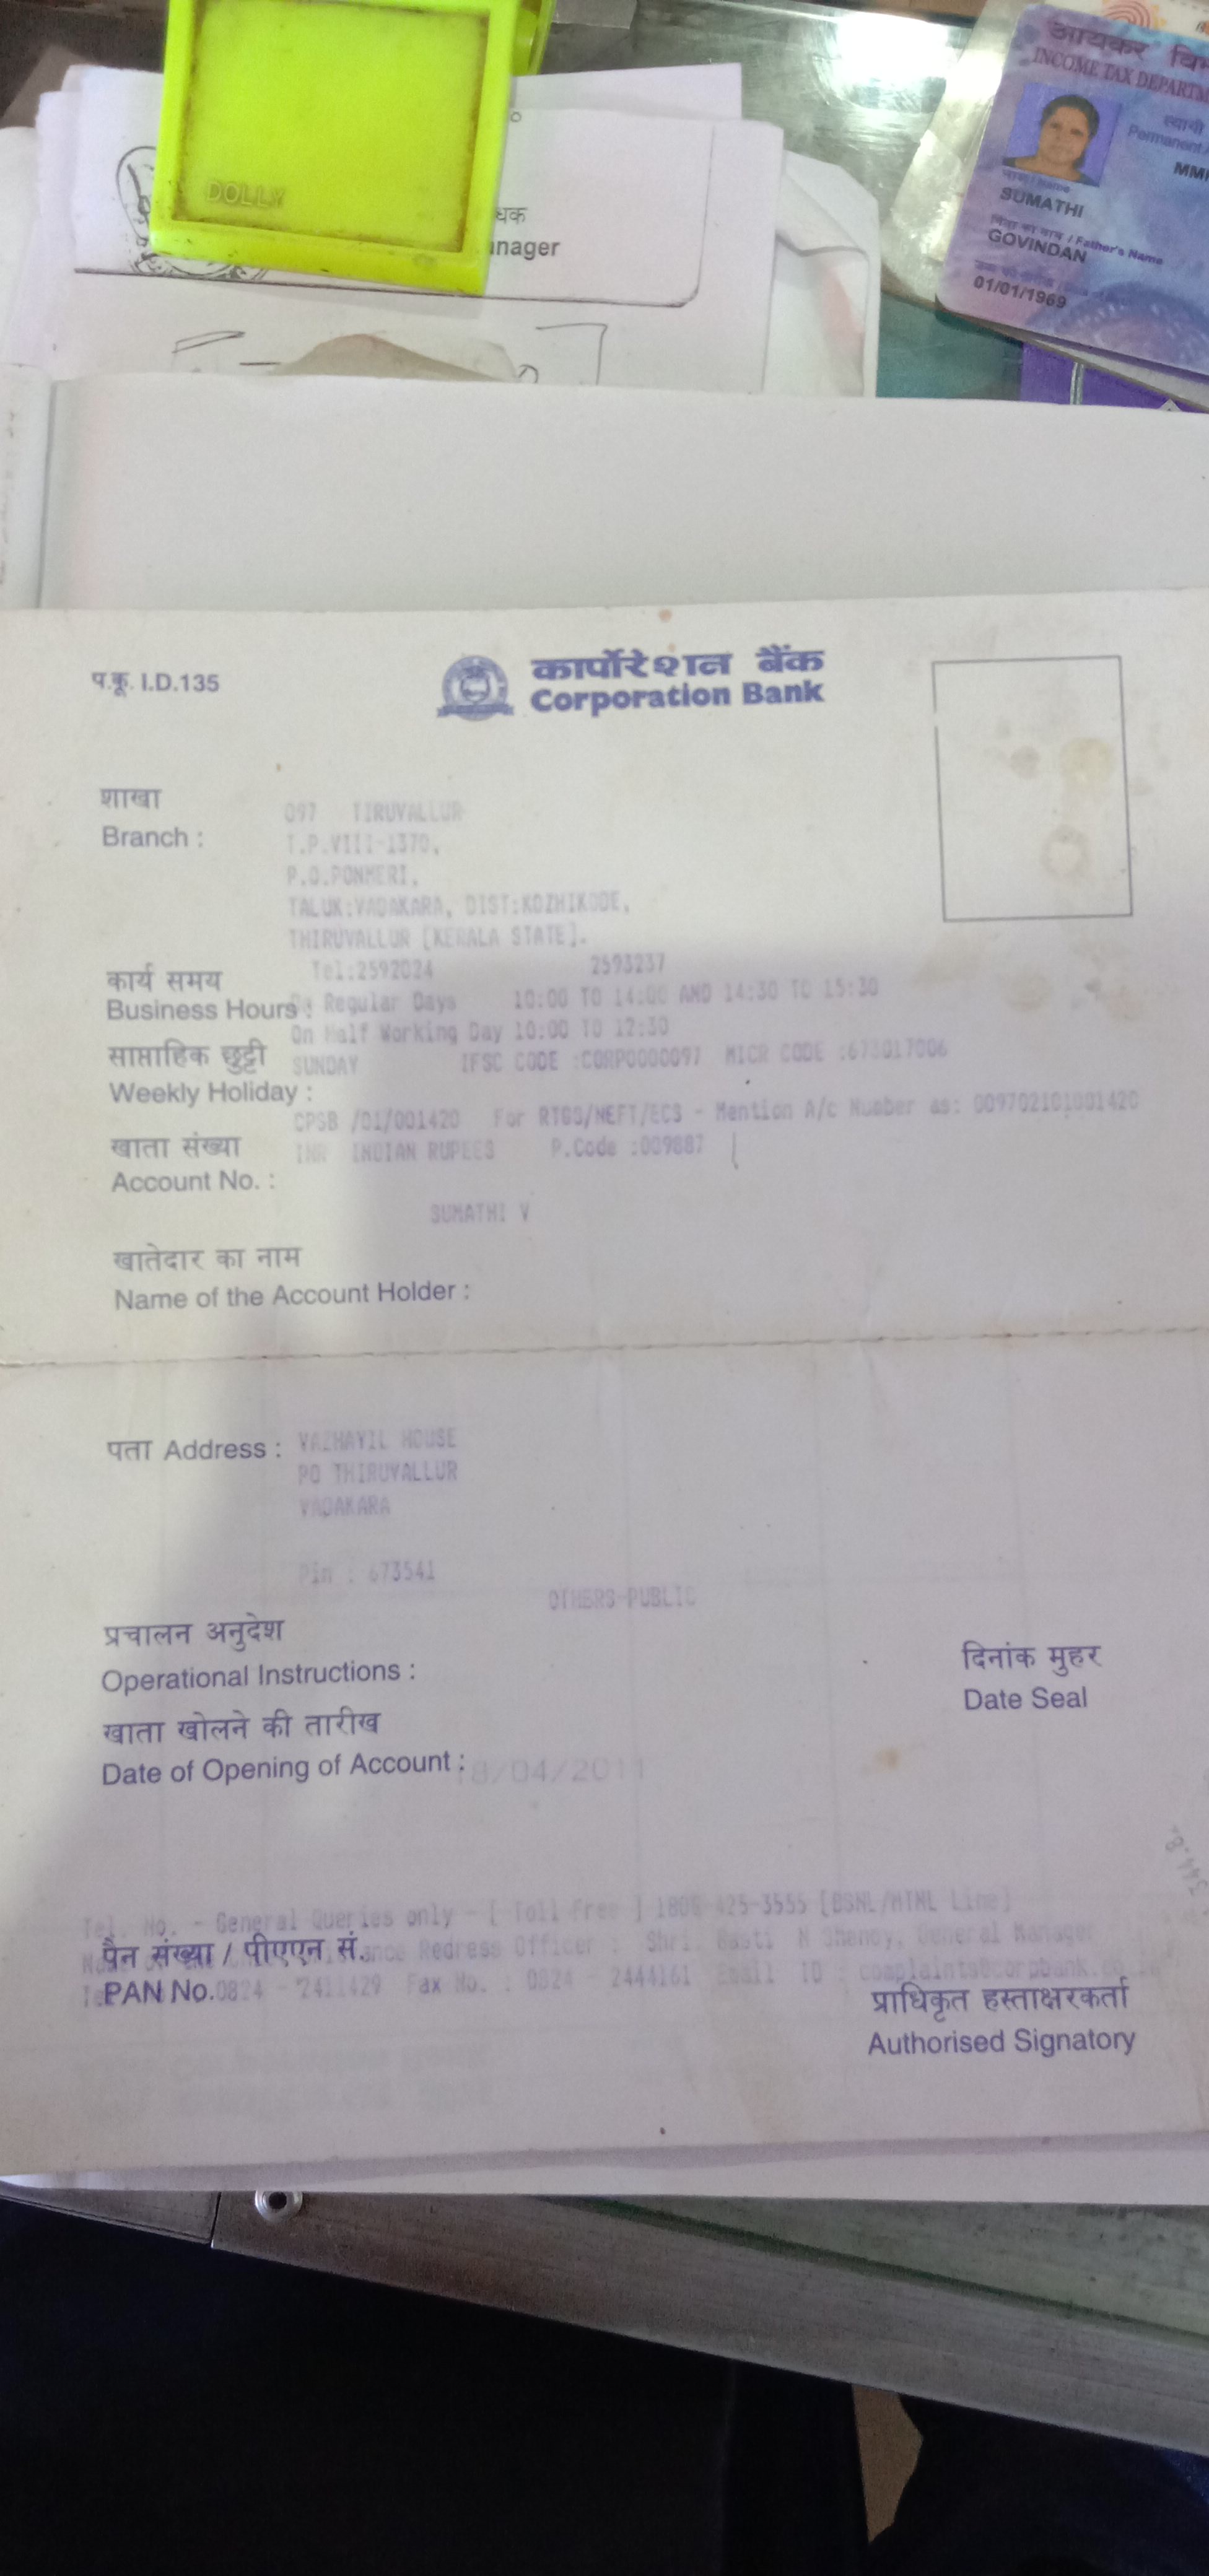 DOLLY
धक
anager
आयकर वि
INCOME TAX DEPARTM
स्थायी
Permanent
MM
नाम / Name
SUMATHI
पिता का नाम / Father's Name
GOVINDAN
01/01/1969
प.कू. I.D.135
कार्पोरेशन बैंक
Corporation Bank
शाखा
Branch :
097 TIRUVALLUR
T.P.VIII-1370,
P.O.PONMERI,
TALUK:VADAKARA, DIST:KOZHIKODE,
THIRUVALLUR [KERALA STATE].
Tel:2592024 2593237
कार्य समय
Business Hours :
On Regular Days 10:00 TO 14:00 AND 14:30 TO 15:30
On Half Working Day 10:00 TO 12:30
साप्ताहिक छुट्टी
Weekly Holiday :
SUNDAY IFSC CODE :CORP0000097 MICR CODE :673017006
CPSB /01/001420 For RTGS/NEFT/ECS - Mention A/c Number as: 009702101001420
खाता संख्या
INR INDIAN RUPEES P.Code :009887
Account No. :
SUMATHI V
खातेदार का नाम
Name of the Account Holder :
पता Address :
VAZHAYIL HOUSE
PO THIRUVALLUR
VADAKARA
Pin : 673541
OTHERS-PUBLIC
प्रचालन अनुदेश
Operational Instructions :
दिनांक मुहर
Date Seal
खाता खोलने की तारीख
Date of Opening of Account :
8/04/2011
Tel. No. - General Queries only - [ Toll Free ] 1800 425-3555 [BSNL/MTNL Line]
पैन संख्या / पीएएन सं.
Redress Officer : Shri. Basti N Shenoy, General Manager
PAN No.
0824 - 2411429 Fax No. : 0824 - 2444161 Email ID complaints@corpbank.co
प्राधिकृत हस्ताक्षरकर्ता
Authorised Signatory